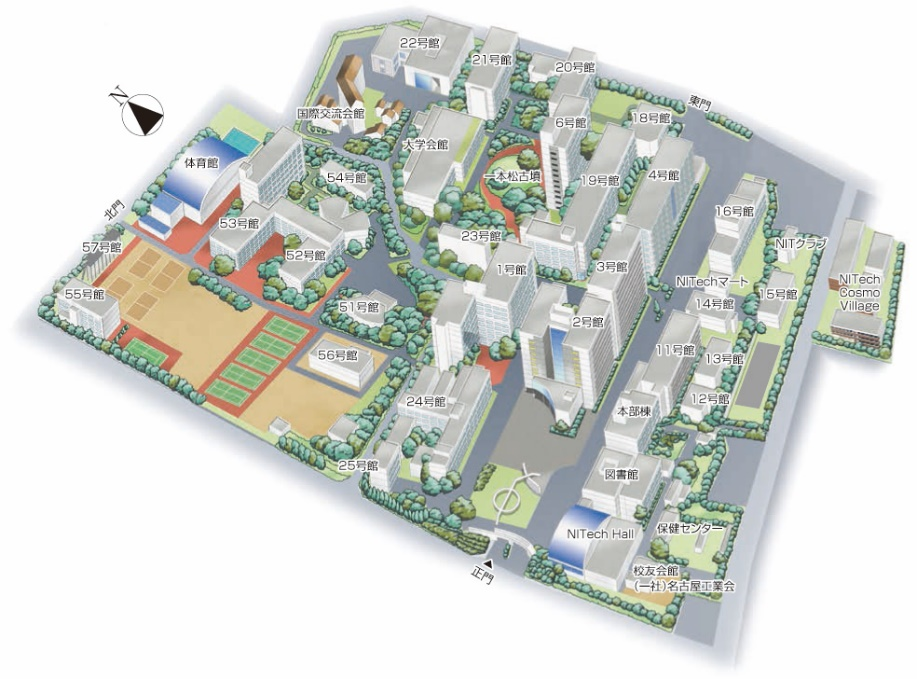 22号館
21号館
20号館
N
東門
国際交流会館
6号館
18号館
大学会館
体育館
一本松古墳
54号館
19号館
4号館
北門
16号館
53号館
23号館
NITクラブ
57号館
52号館
1号館
3号館
NITechマート
NITech
Cosmo
Village
55号館
51号館
14号館
15号館
2号館
56号館
11号館
13号館
24号館
12号館
本部棟
25号館
図書館
NITech Hall
保健センター
正門
校友会館
(一社)名古屋工業会